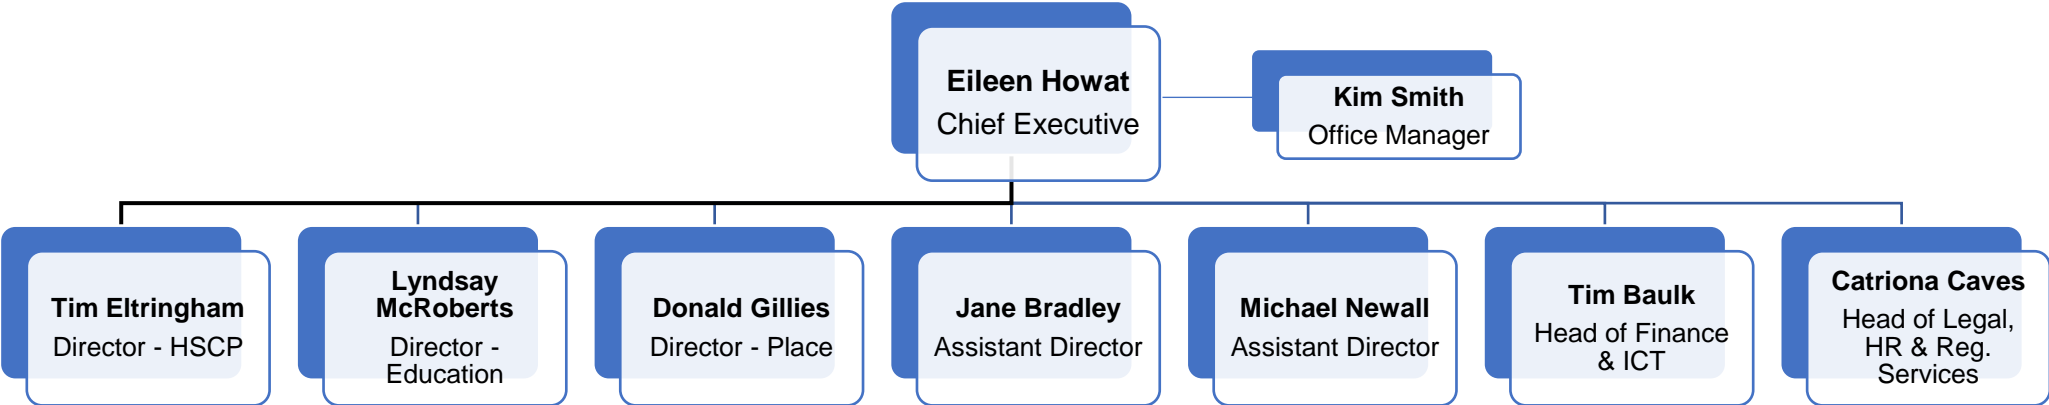 Eileen Howat
Chief Executive
Kim Smith
Office Manager
Tim Eltringham
Director - HSCP
Lyndsay
McRoberts
Director -
Education
Donald Gillies
Director - Place
Jane Bradley
Assistant Director
Michael Newall
Assistant Director
Tim Baulk
Head of Finance
& ICT
Catriona Caves
Head of Legal,
HR & Reg.
Services